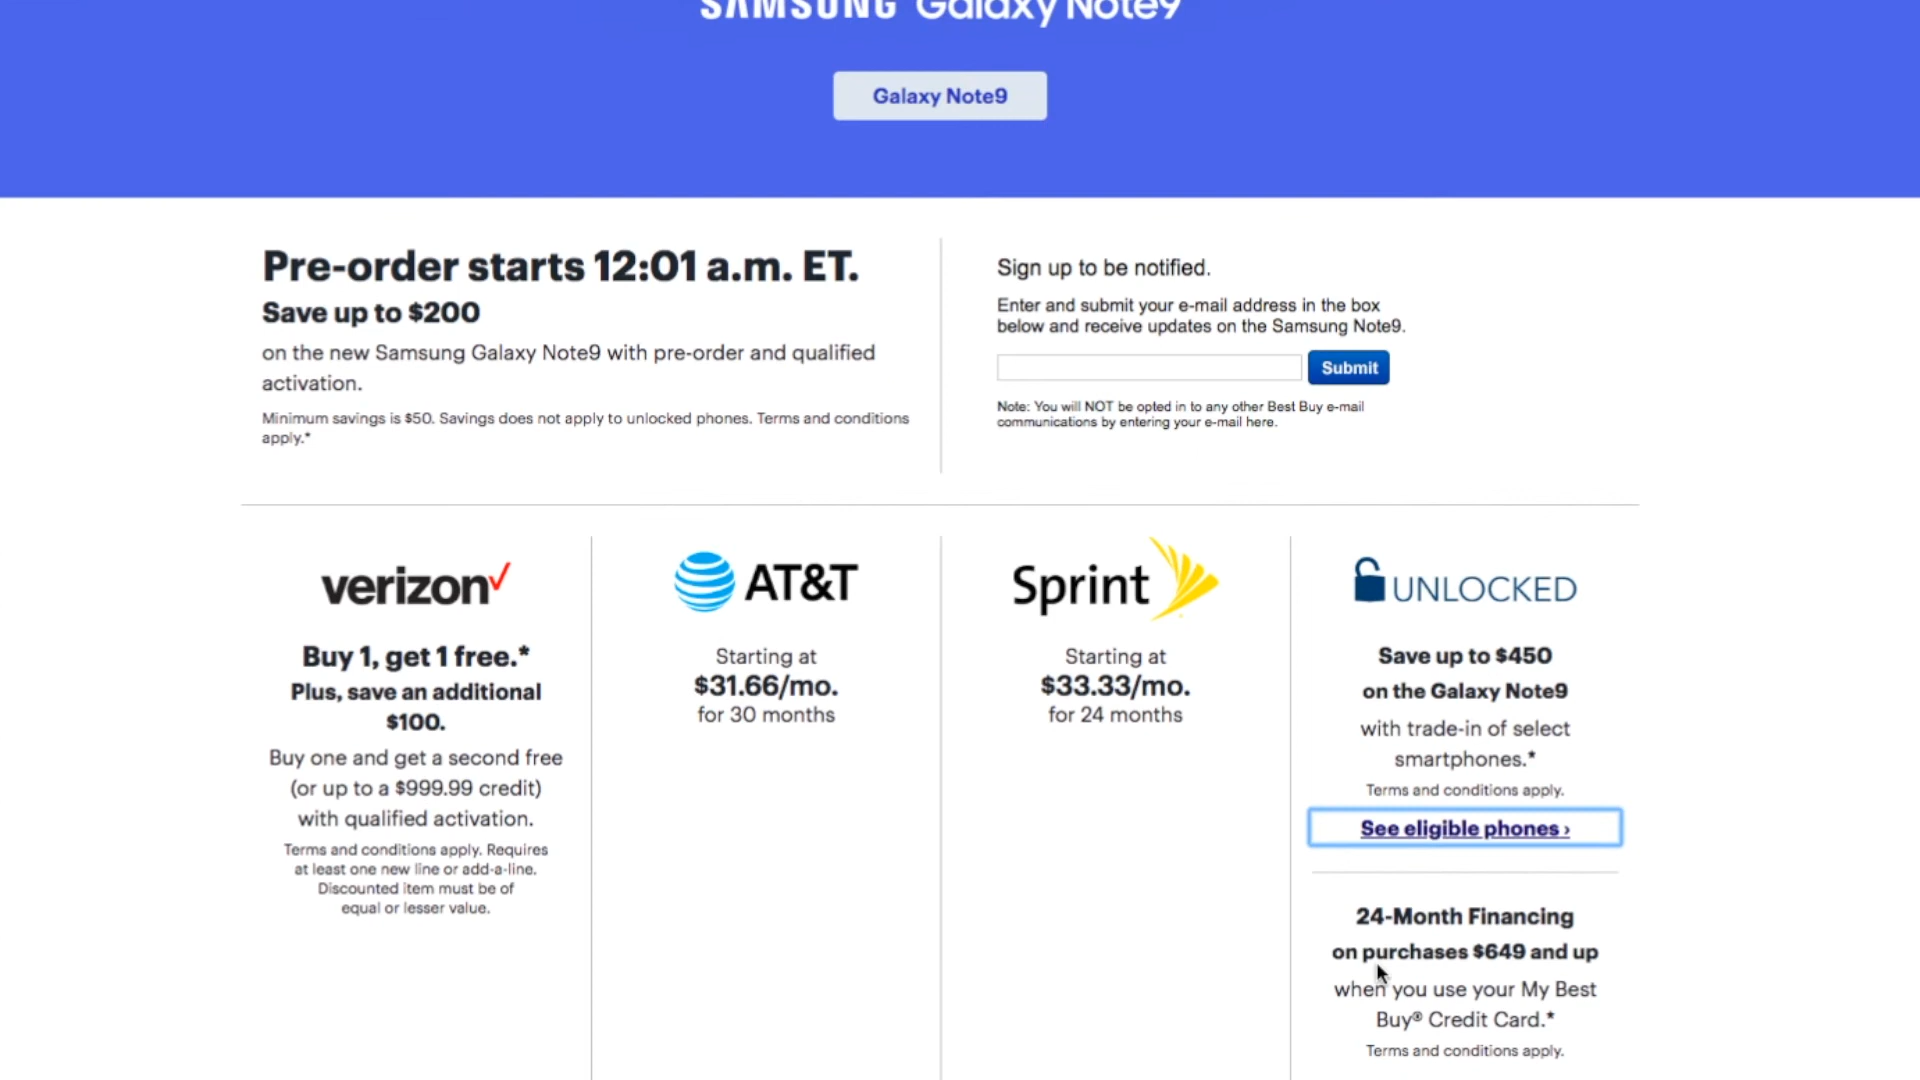 SAMSUNG Galaxy Note9
Galaxy Note9
Pre-order starts 12:01 a.m. ET.
Save up to $200
on the new Samsung Galaxy Note9 with pre-order and qualified
activation.
Minimum savings is $50. Savings does not apply to unlocked phones. Terms and conditions
apply.*
Sign up to be notified.
Enter and submit your e-mail address in the box
below and receive updates on the Samsung Note9.
Submit
Note: You will NOT be opted in to any other Best Buy e-mail
communications by entering your e-mail here.
verizon
Buy 1, get 1 free.*
Plus, save an additional
$100.
Buy one and get a second free
(or up to a $999.99 credit)
with qualified activation.
Terms and conditions apply. Requires
at least one new line or add-a-line.
Discounted item must be of
equal or lesser value.
AT&T
Starting at
$31.66/mo.
for 30 months
Sprint
Starting at
$33.33/mo.
for 24 months
UNLOCKED
Save up to $450
on the Galaxy Note9
with trade-in of select
smartphones.*
Terms and conditions apply.
See eligible phones ›
24-Month Financing
on purchases $649 and up
when you use your My Best
Buy® Credit Card.*
Terms and conditions apply.